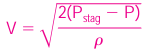 V = √(2(P_stag − P) / ρ)